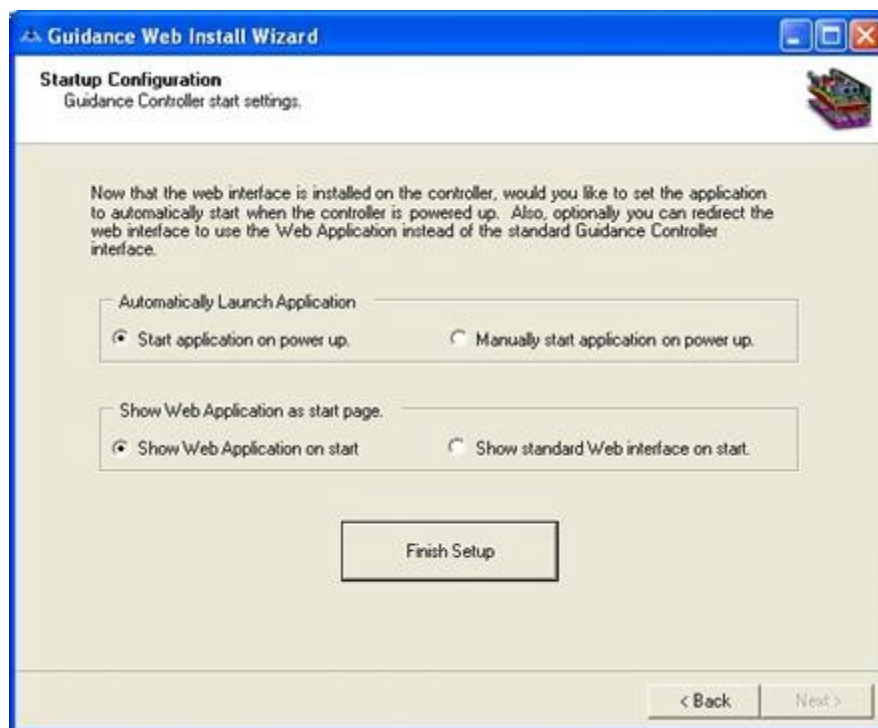 Guidance Web Install Wizard
Startup Configuration
Guidance Controller start settings.
Now that the web interface is installed on the controller, would you like to set the application
to automatically start when the controller is powered up.  Also, optionally you can redirect the
web interface to use the Web Application instead of the standard Guidance Controller
interface.
Automatically Launch Application
Start application on power up.
Manually start application on power up.
Show Web Application as start page.
Show Web Application on start
Show standard Web interface on start.
Finish Setup
< Back
Next >